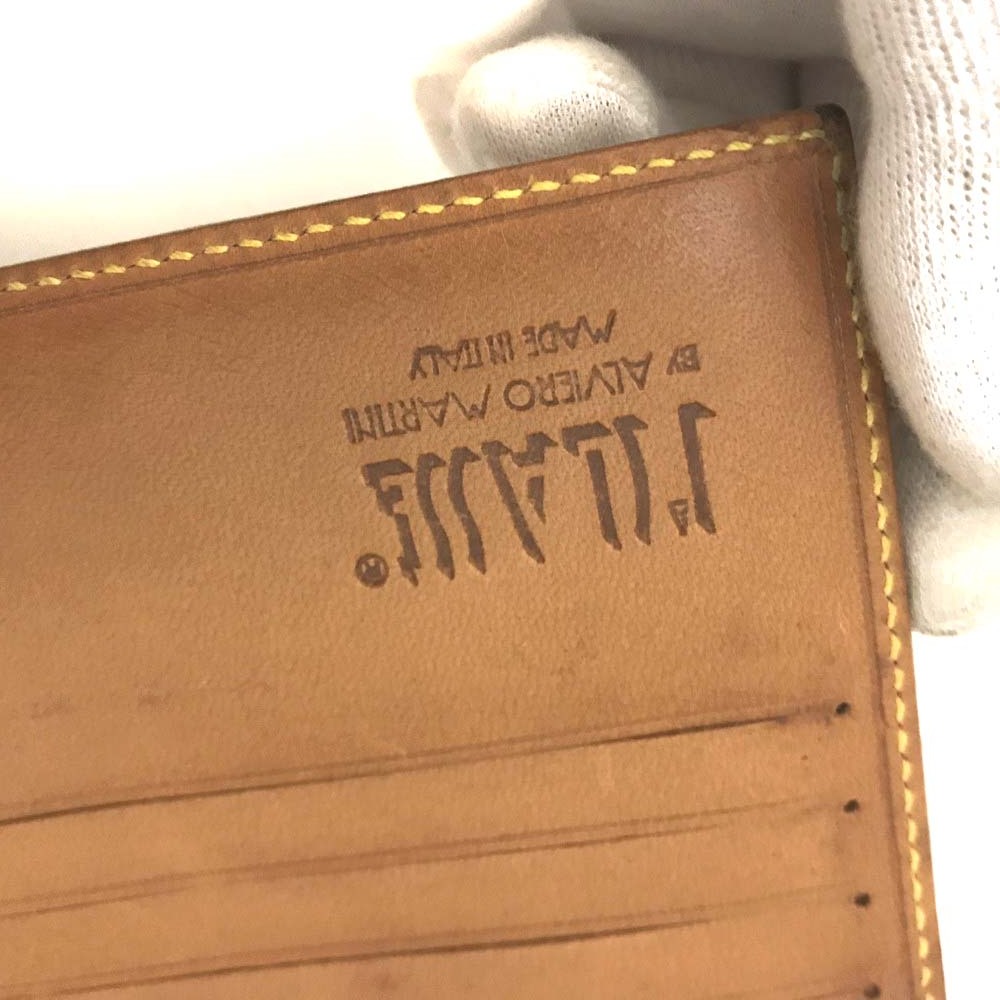 1ᴬ CLASSE®
BY ALVIERO MARTINI
MADE IN ITALY